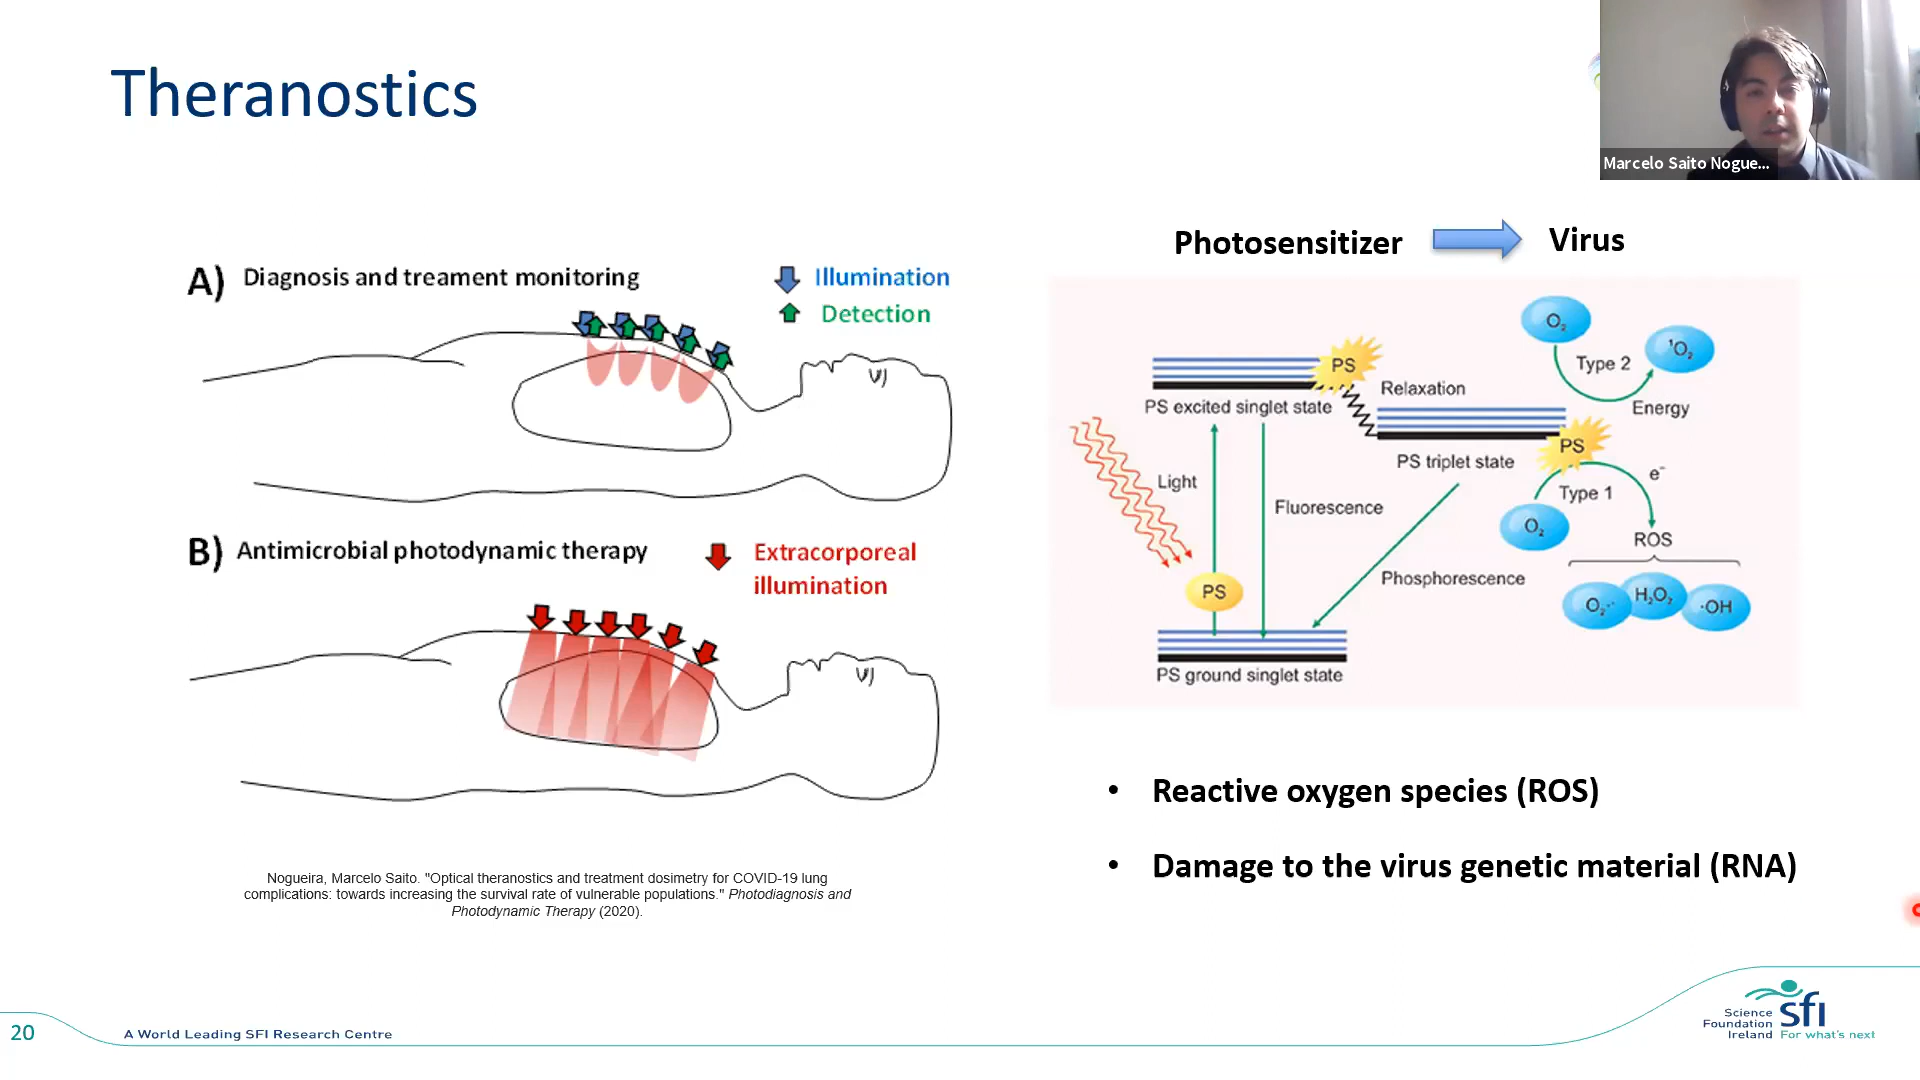 Theranostics
Marcelo Saito Nogue...
A) Diagnosis and treament monitoring
Illumination
Detection
B) Antimicrobial photodynamic therapy
Extracorporeal
illumination
Nogueira, Marcelo Saito. "Optical theranostics and treatment dosimetry for COVID-19 lung
complications: towards increasing the survival rate of vulnerable populations." Photodiagnosis and
Photodynamic Therapy (2020).
Photosensitizer
Virus
O₂
¹O₂
Type 2
Energy
PS
Relaxation
PS excited singlet state
PS
PS triplet state
e⁻
Type 1
O₂
Light
Fluorescence
ROS
Phosphorescence
PS
O₂·⁻
H₂O₂
·OH
PS ground singlet state
• Reactive oxygen species (ROS)
• Damage to the virus genetic material (RNA)
20
A World Leading SFI Research Centre
Science
Foundation
Ireland
sfi
For what's next